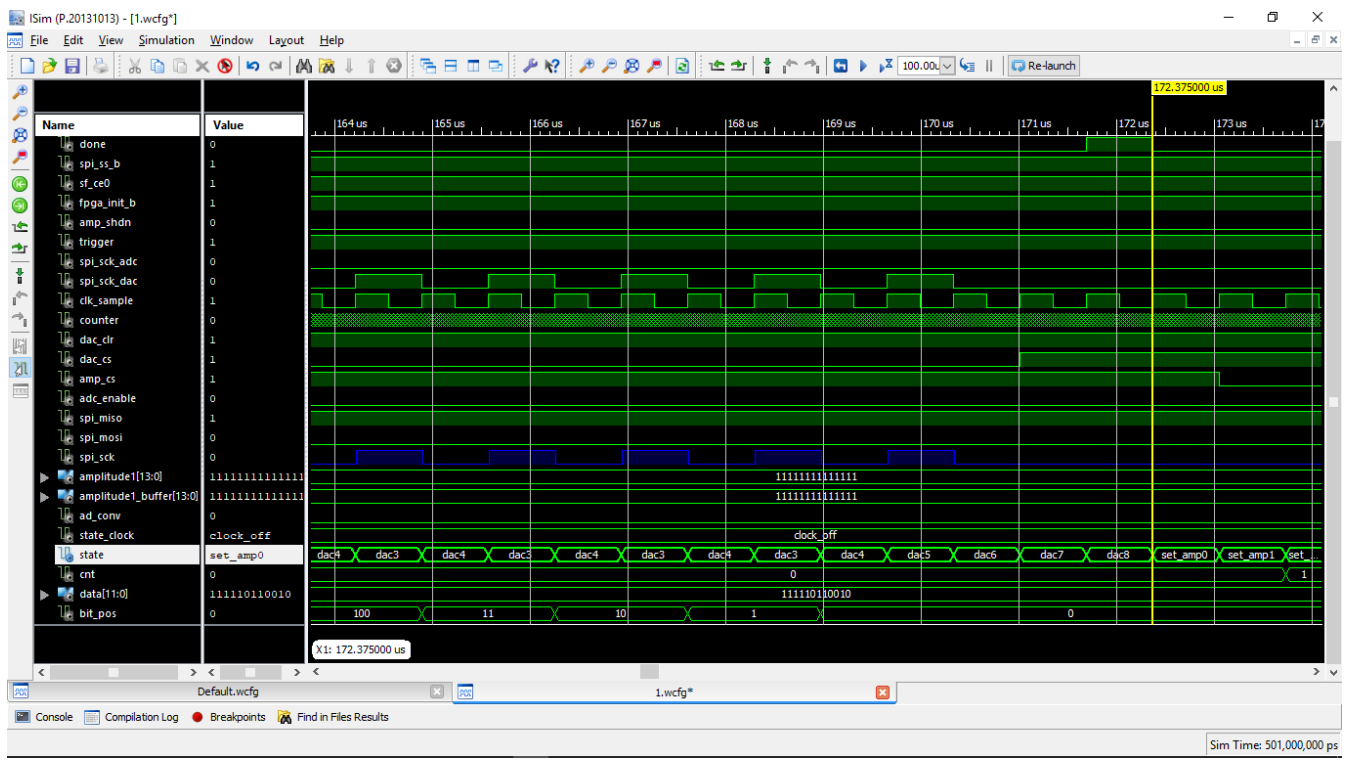 ISim (P.20131013) - [1.wcfg*]
File Edit View Simulation Window Layout Help
100.00u Re-launch
172.375000 us
Name Value
164 us 165 us 166 us 167 us 168 us 169 us 170 us 171 us 172 us 173 us 17
done 0
spi_ss_b 1
sf_ce0 1
fpga_init_b 1
amp_shdn 0
trigger 1
spi_sck_adc 0
spi_sck_dac 0
clk_sample 1
counter 0
dac_clr 1
dac_cs 1
amp_cs 1
adc_enable 0
spi_miso 1
spi_mosi 0
spi_sck 0
amplitude1[13:0] 11111111111111 11111111111111
amplitude1_buffer[13:0] 11111111111111 11111111111111
ad_conv 0
state_clock clock_off clock_off
state set_amp0 dac4 dac3 dac4 dac3 dac4 dac3 dac4 dac3 dac4 dac5 dac6 dac7 dac8 set_amp0 set_amp1 set_...
cnt 0 0 1
data[11:0] 111110110010 111110110010
bit_pos 0 100 11 10 1 0
X1: 172.375000 us
Default.wcfg 1.wcfg*
Console Compilation Log Breakpoints Find in Files Results
Sim Time: 501,000,000 ps